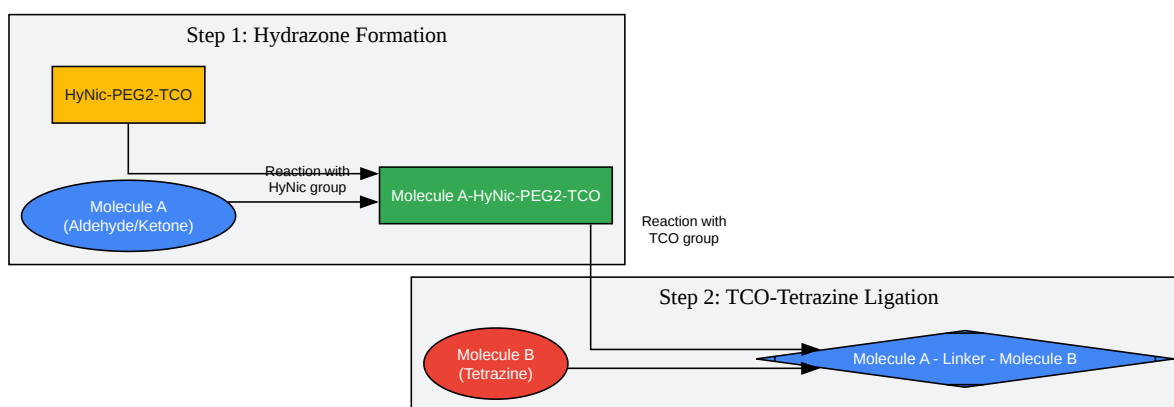 Step 1: Hydrazone Formation
HyNic-PEG2-TCO
Reaction with
HyNic group
Molecule A
(Aldehyde/Ketone)
Molecule A-HyNic-PEG2-TCO
Reaction with
TCO group
Step 2: TCO-Tetrazine Ligation
Molecule B
(Tetrazine)
Molecule A - Linker - Molecule B